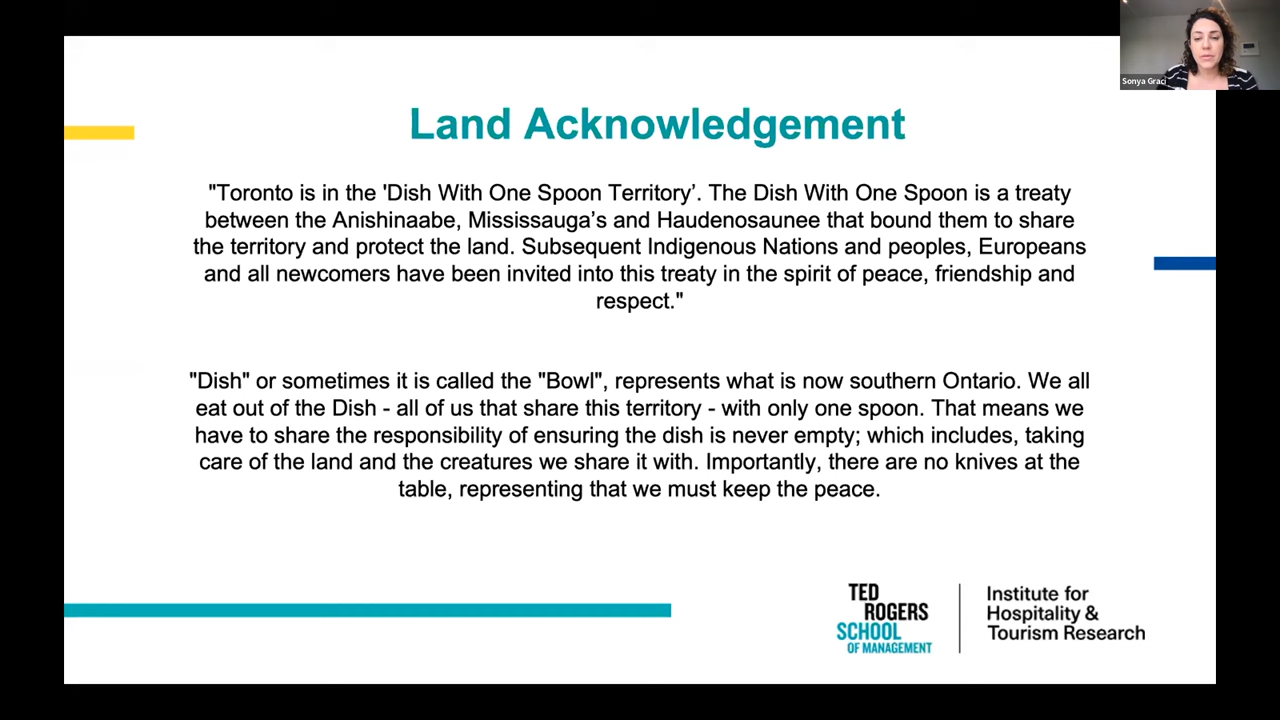 Sonya Graci
Land Acknowledgement
"Toronto is in the 'Dish With One Spoon Territory’. The Dish With One Spoon is a treaty
between the Anishinaabe, Mississauga’s and Haudenosaunee that bound them to share
the territory and protect the land. Subsequent Indigenous Nations and peoples, Europeans
and all newcomers have been invited into this treaty in the spirit of peace, friendship and
respect."
"Dish" or sometimes it is called the "Bowl", represents what is now southern Ontario. We all
eat out of the Dish - all of us that share this territory - with only one spoon. That means we
have to share the responsibility of ensuring the dish is never empty; which includes, taking
care of the land and the creatures we share it with. Importantly, there are no knives at the
table, representing that we must keep the peace.
TED
ROGERS
SCHOOL
OF MANAGEMENT
Institute for
Hospitality &
Tourism Research